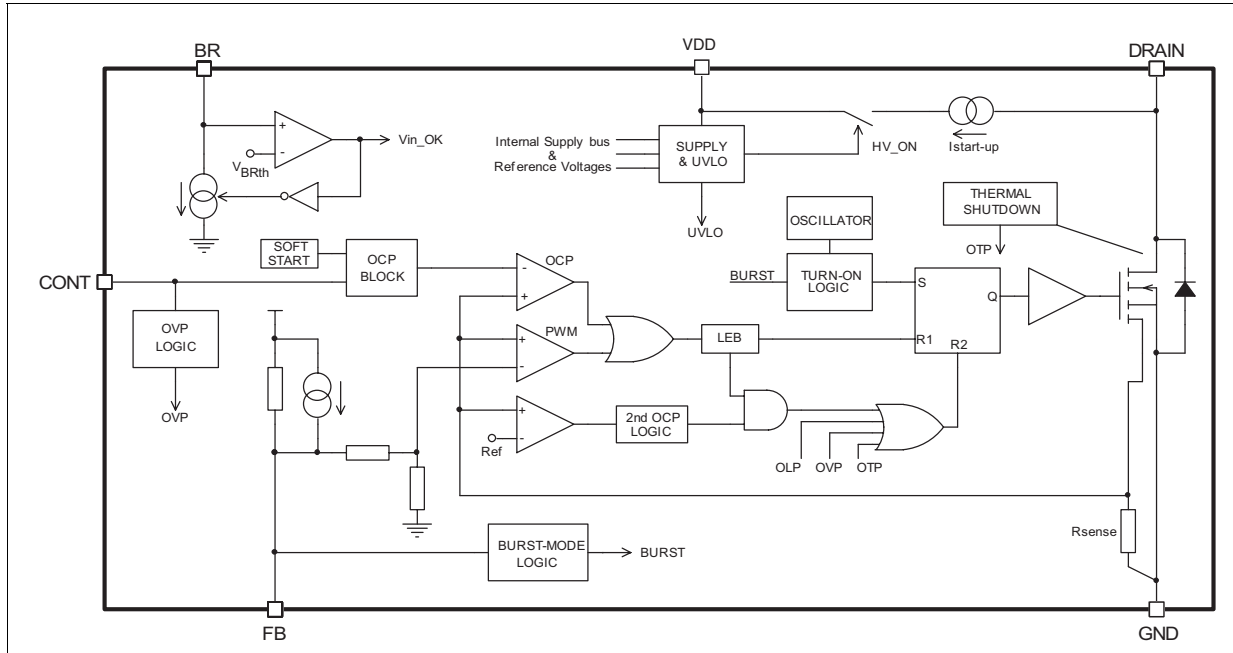 BR
VDD
DRAIN
+
-
Vin_OK
VBRth
Internal Supply bus
&
Reference Voltages
SUPPLY
& UVLO
HV_ON
Istart-up
UVLO
THERMAL
SHUTDOWN
OTP
OSCILLATOR
SOFT
START
OCP
BLOCK
-
+
OCP
BURST
TURN-ON
LOGIC
S
Q
R1
R2
CONT
OVP
LOGIC
OVP
+
-
PWM
LEB
+
-
Ref
2nd OCP
LOGIC
OLP
OVP
OTP
Rsense
BURST-MODE
LOGIC
BURST
FB
GND